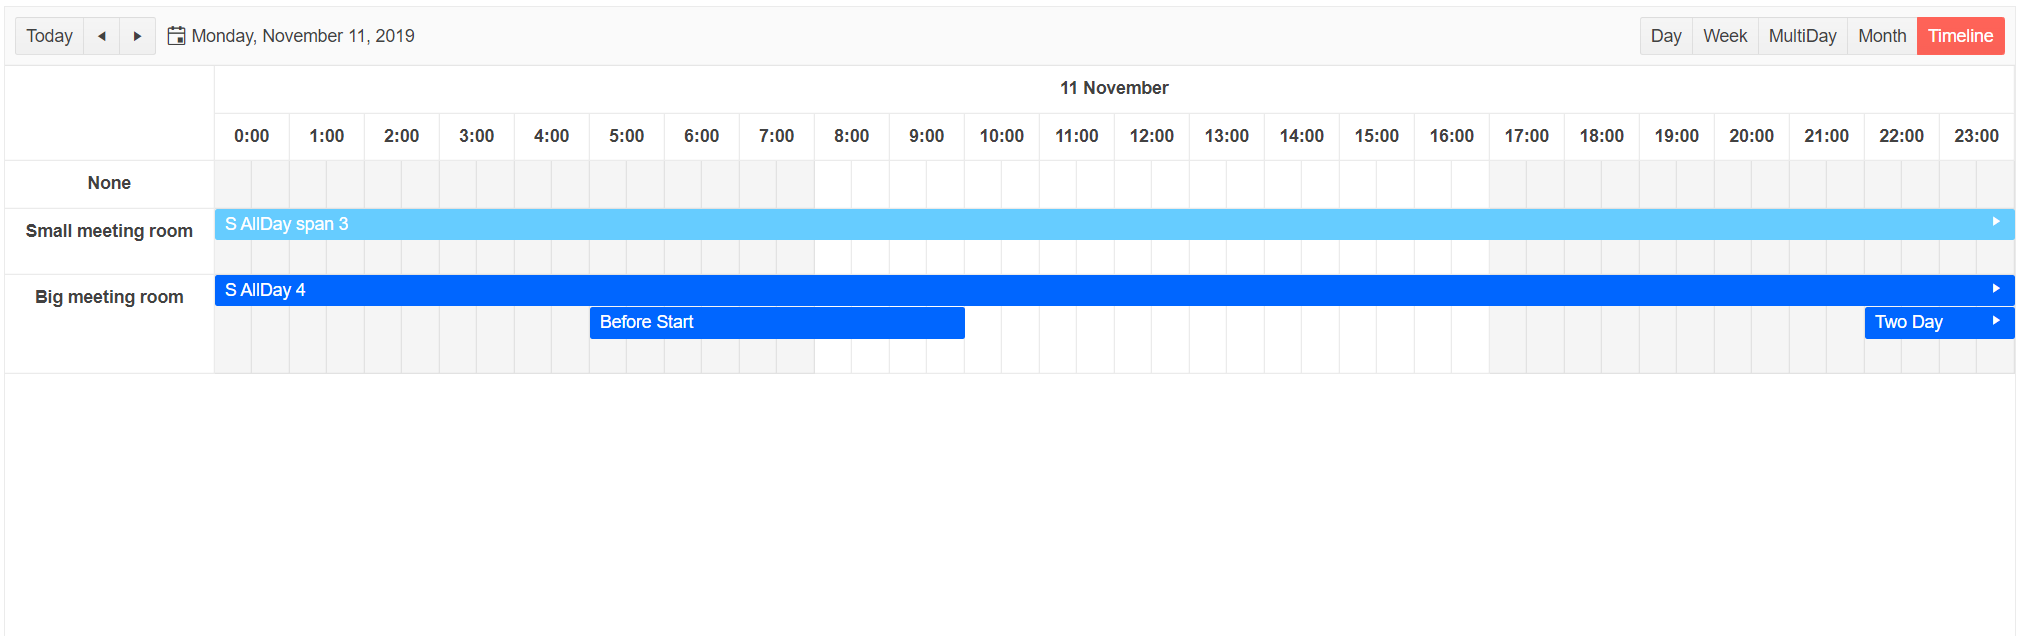 Today Monday, November 11, 2019 Day Week MultiDay Month Timeline
11 November
0:00 1:00 2:00 3:00 4:00 5:00 6:00 7:00 8:00 9:00 10:00 11:00 12:00 13:00 14:00 15:00 16:00 17:00 18:00 19:00 20:00 21:00 22:00 23:00
None
Small meeting room S AllDay span 3
Big meeting room S AllDay 4
Before Start Two Day